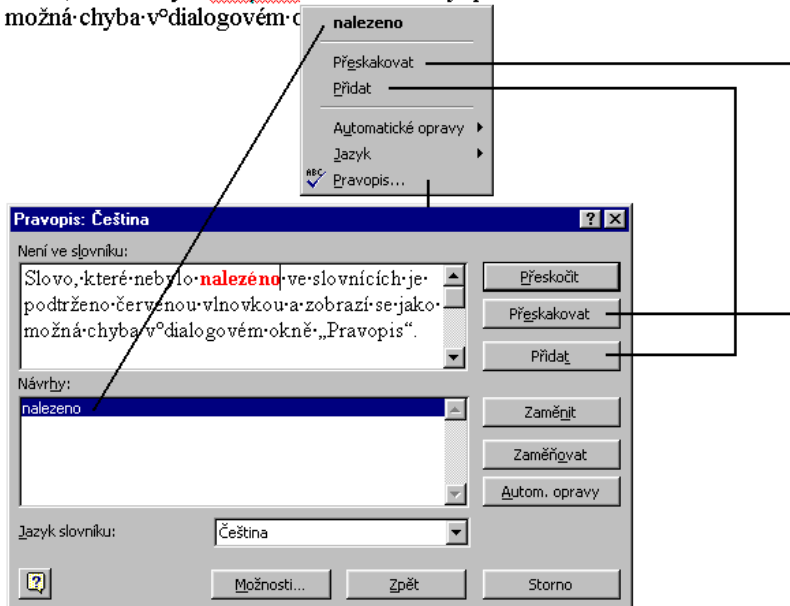 možná·chyba·v°dialogovém·
nalezeno
Přeskakovat
Přidat
Automatické opravy
Jazyk
ABC
Pravopis...
Pravopis: Čeština
Není ve slovníku:
Slovo,·které·nebylo·nalezéno·ve·slovnících·je·
podtrženo·červenou·vlnovkou·a·zobrazí·se·jako·
možná·chyba·v°dialogovém·okně·„Pravopis“.
Přeskočit
Přeskakovat
Přidat
Návrhy:
nalezeno
Zaměnit
Zaměňovat
Autom. opravy
Jazyk slovníku:
Čeština
Možnosti...
Zpět
Storno